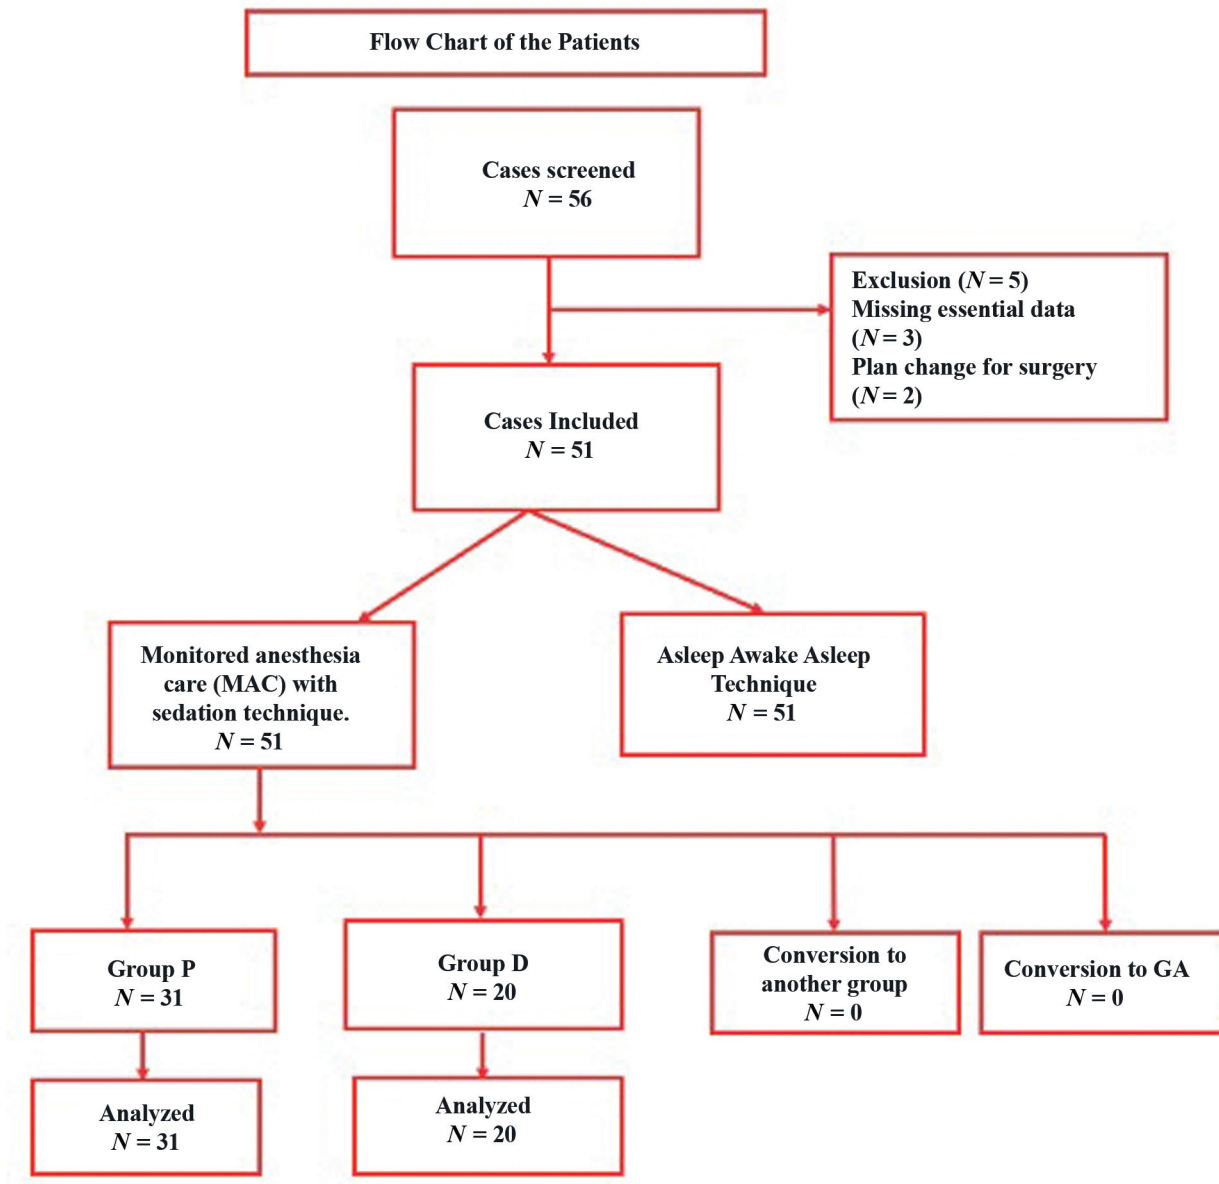 Flow Chart of the Patients
Cases screened
N = 56
Exclusion (N = 5)
Missing essential data
(N = 3)
Plan change for surgery
(N = 2)
Cases Included
N = 51
Monitored anesthesia
care (MAC) with
sedation technique.
N = 51
Asleep Awake Asleep
Technique
N = 51
Group P
N = 31
Group D
N = 20
Conversion to
another group
N = 0
Conversion to GA
N = 0
Analyzed
N = 31
Analyzed
N = 20